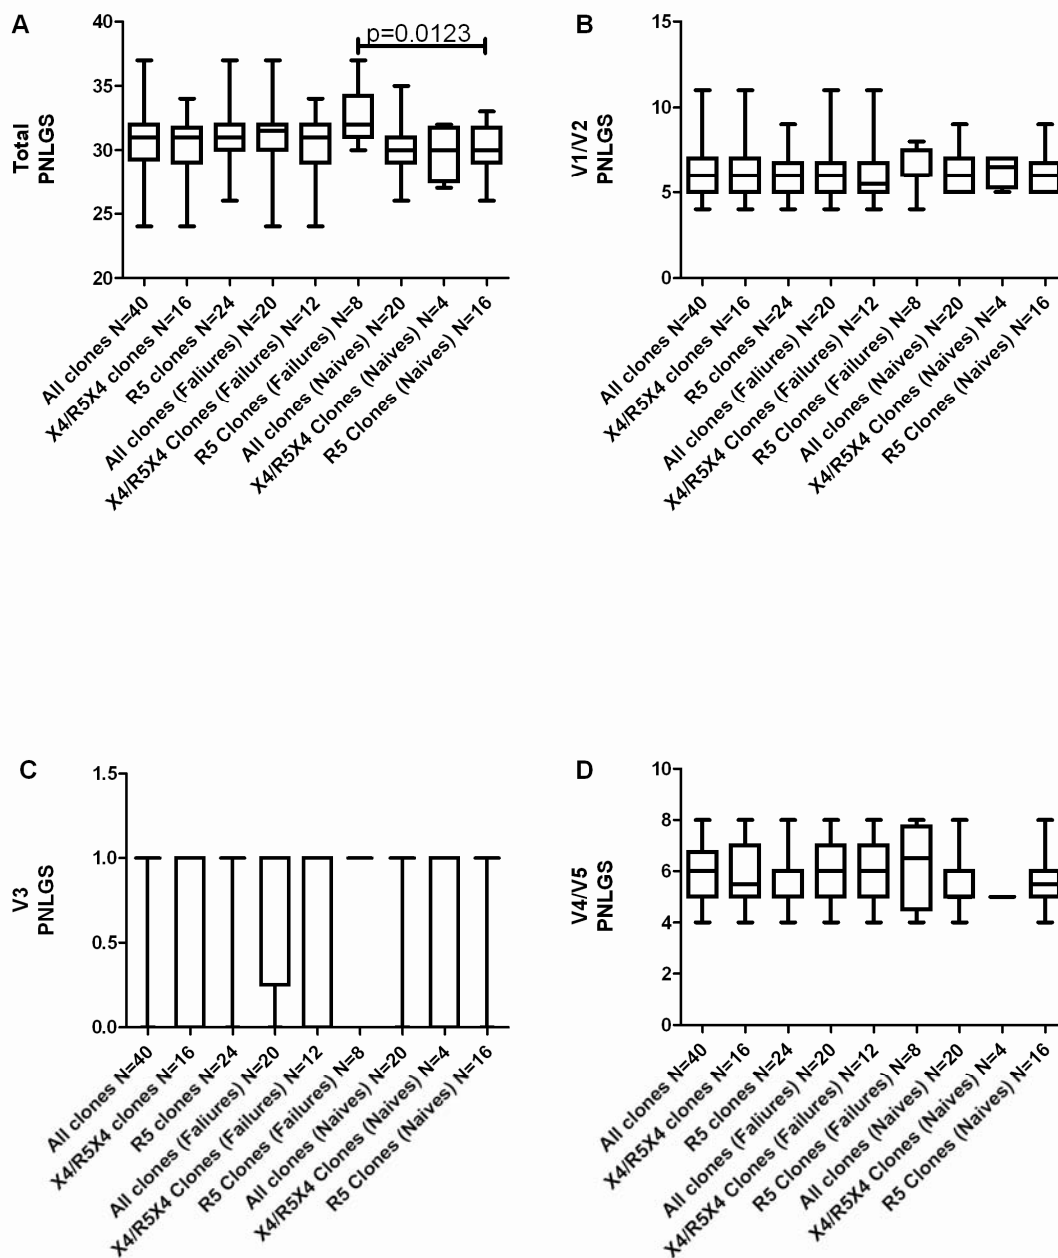 A
Total
PNLGS
40
35
30
25
20
p=0.0123
All clones N=40
X4/R5X4 clones N=16
R5 clones N=24
All clones (Faliures) N=20
X4/R5X4 Clones (Failures) N=12
R5 Clones (Failures) N=8
All clones (Naives) N=20
X4/R5X4 Clones (Naives) N=4
R5 Clones (Naives) N=16
B
V1/V2
PNLGS
15
10
5
0
All clones N=40
X4/R5X4 clones N=16
R5 clones N=24
All clones (Faliures) N=20
X4/R5X4 Clones (Failures) N=12
R5 Clones (Failures) N=8
All clones (Naives) N=20
X4/R5X4 Clones (Naives) N=4
R5 Clones (Naives) N=16
C
V3
PNLGS
1.5
1.0
0.5
0.0
All clones N=40
X4/R5X4 clones N=16
R5 clones N=24
All clones (Faliures) N=20
X4/R5X4 Clones (Failures) N=12
R5 Clones (Failures) N=8
All clones (Naives) N=20
X4/R5X4 Clones (Naives) N=4
R5 Clones (Naives) N=16
D
V4/V5
PNLGS
10
8
6
4
2
0
All clones N=40
X4/R5X4 clones N=16
R5 clones N=24
All clones (Faliures) N=20
X4/R5X4 Clones (Failures) N=12
R5 Clones (Failures) N=8
All clones (Naives) N=20
X4/R5X4 Clones (Naives) N=4
R5 Clones (Naives) N=16